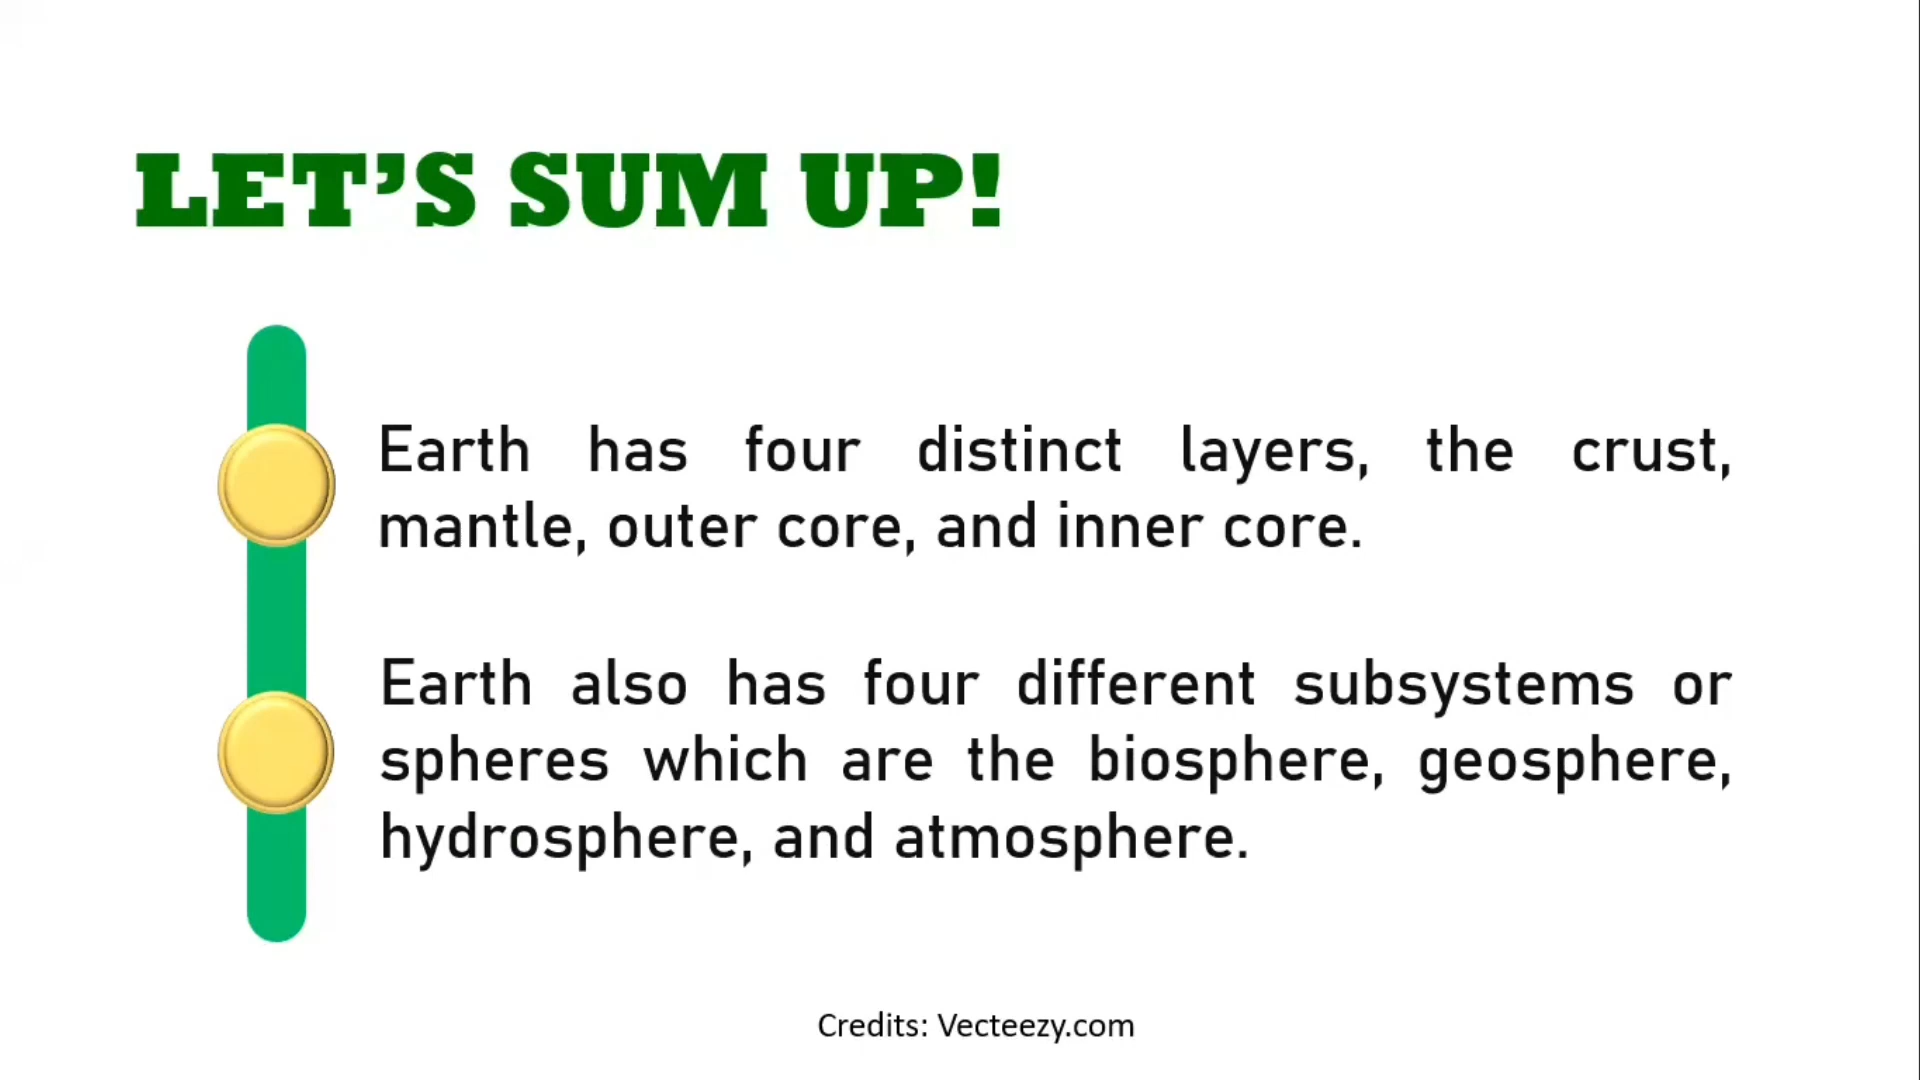 LET’S SUM UP!
Earth has four distinct layers, the crust,
mantle, outer core, and inner core.
Earth also has four different subsystems or
spheres which are the biosphere, geosphere,
hydrosphere, and atmosphere.
Credits: Vecteezy.com